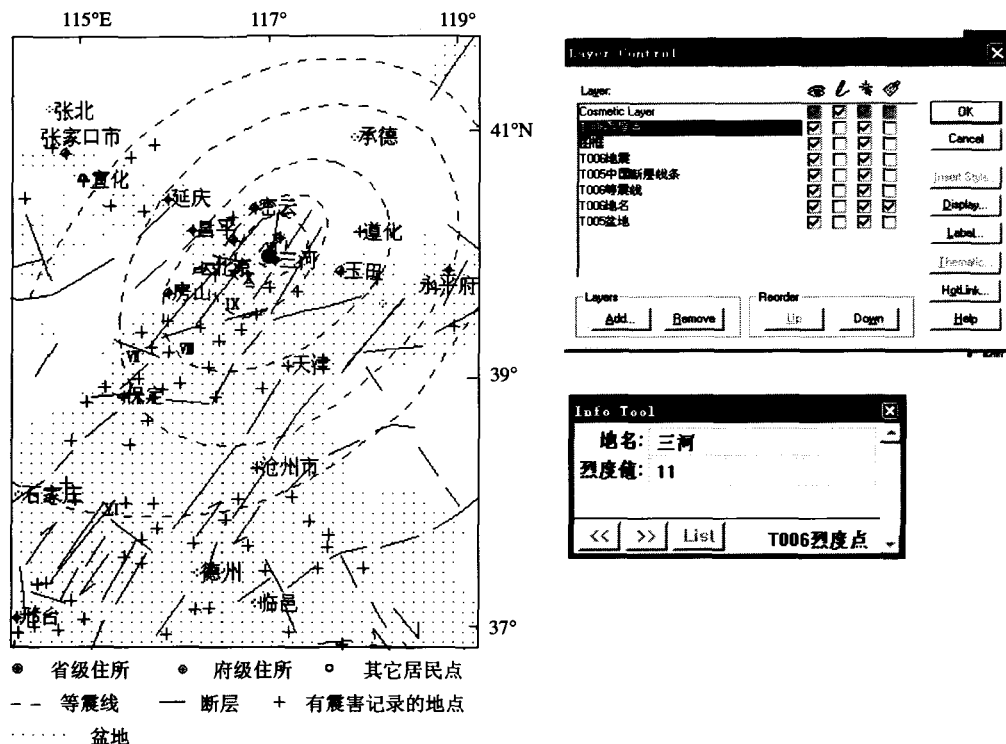 115°E
117°
119°
张北
张家口市
宣化
41°N
承德
延庆
密云
昌平
遵化
三河
北京
玉田
永平府
房山
IX
VII
VIII
天津
39°
保定
沧州市
石家庄
VI
德州
临邑
邢台
37°
省级住所
府级住所
其它居民点
等震线
断层
有震害记录的地点
盆地
Layer Control
Layer:
Cosmetic Layer
图框
T006地震
T005中国断层线条
T006等震线
T006地名
T005盆地
OK
Cancel
Insert Style...
Display...
Label...
Thematic...
HotLink...
Help
Layers
Add...
Remove
Reorder
Up
Down
Info Tool
地名: 三河
烈度值: 11
<< >> List T006烈度点